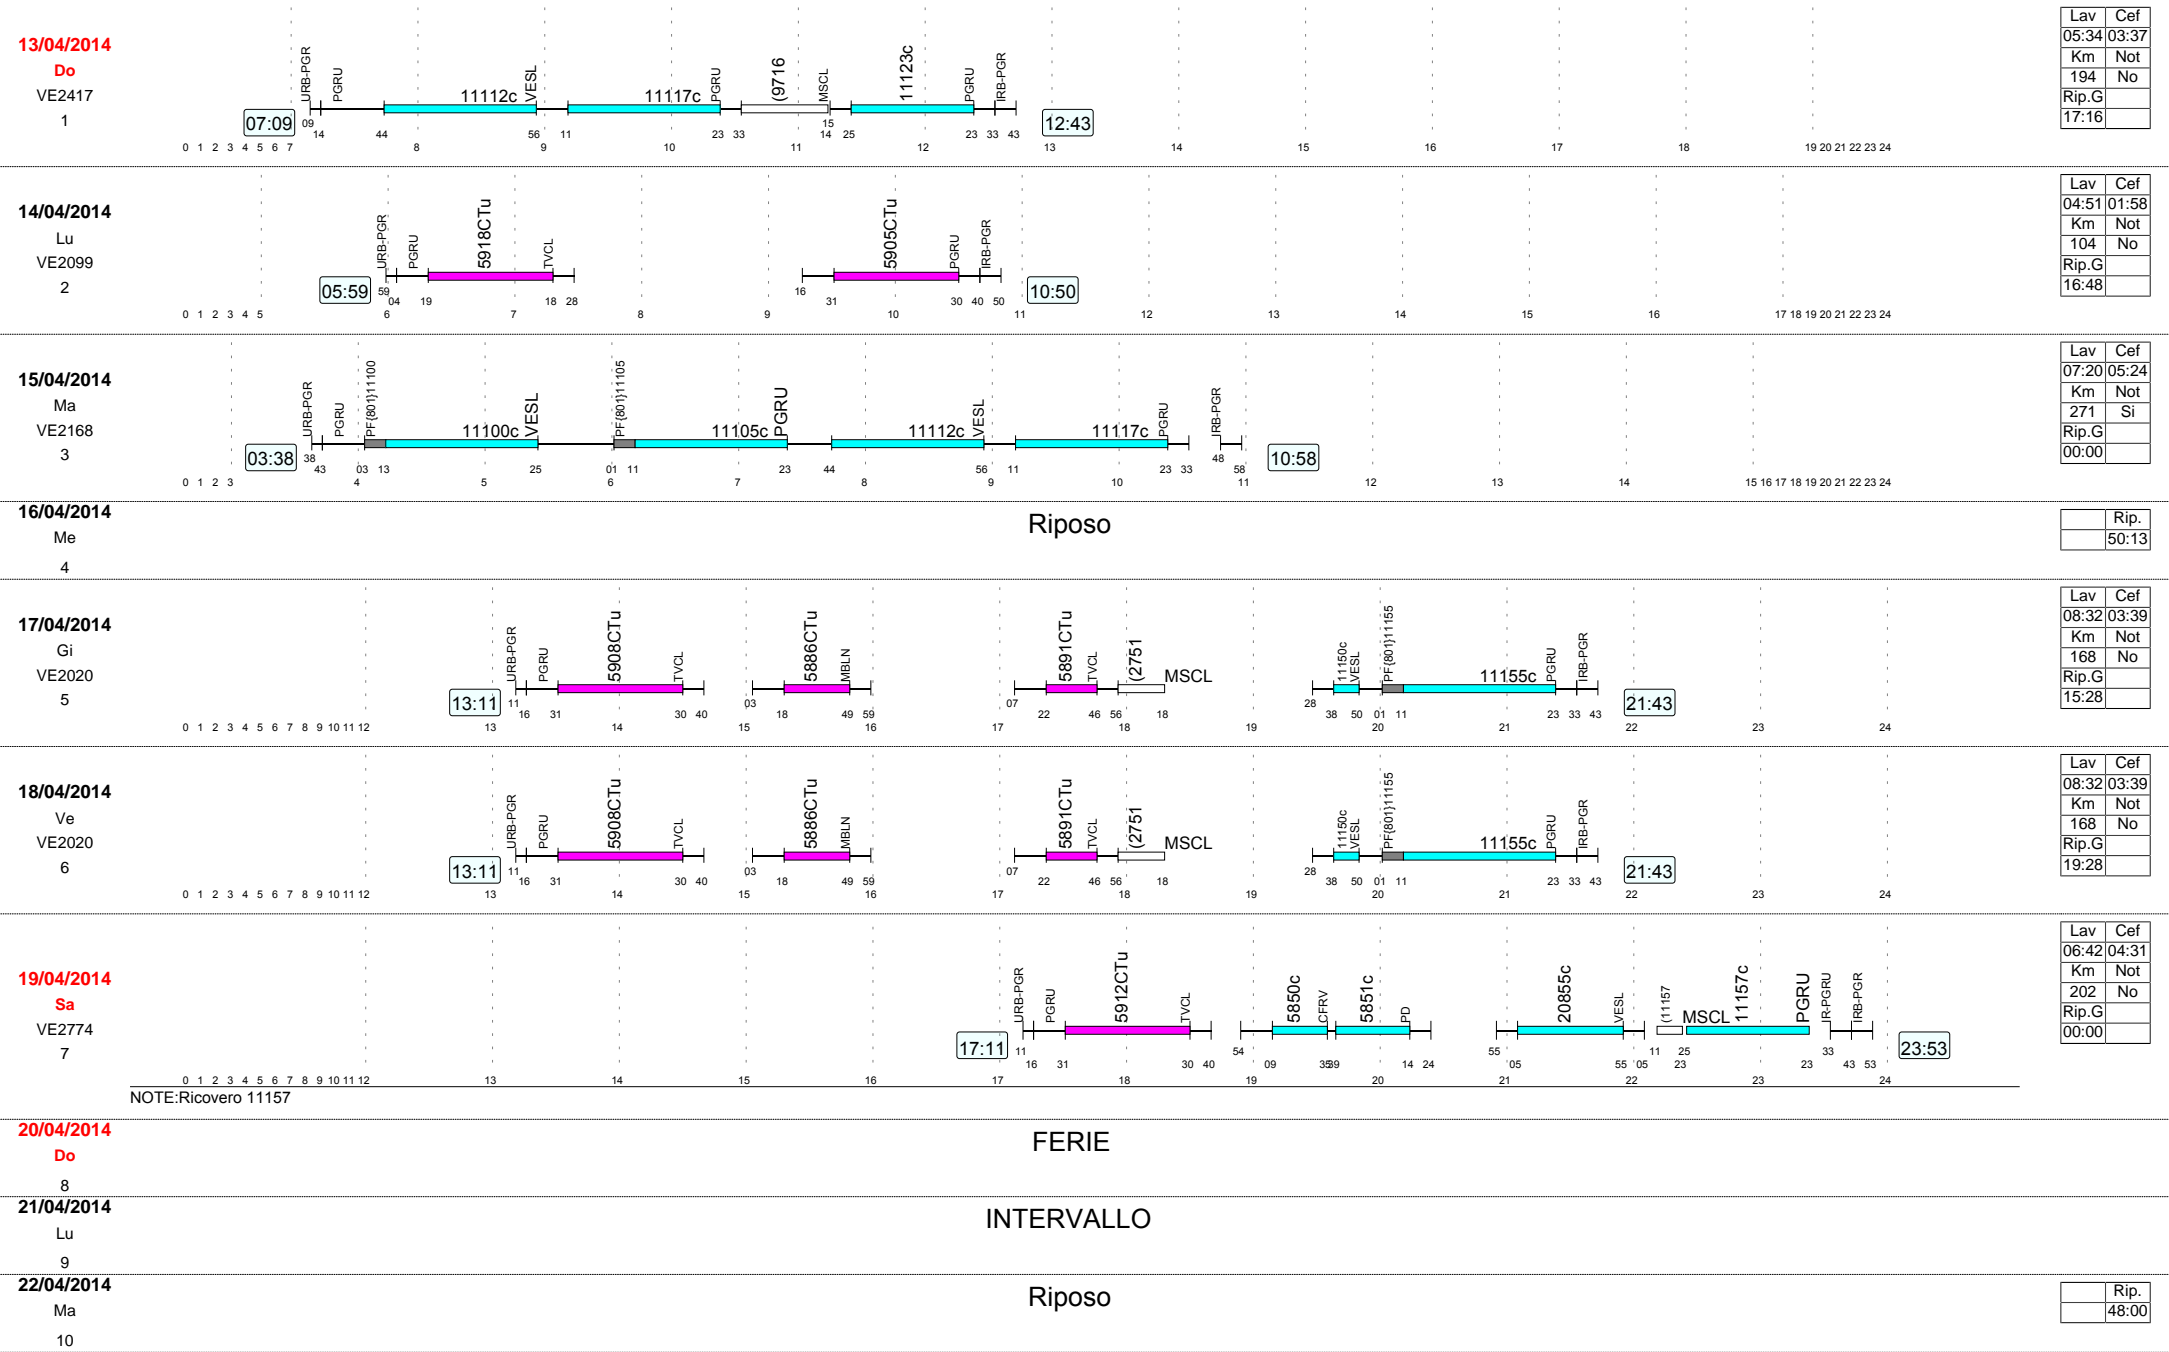 13/04/2014
Do
VE2417
1
07:09
URB-PGR
PGRU
11112c
VESL
11117c
PGRU
(9716
MSCL
11123c
PGRU
IRB-PGR
12:43
09 14 44 56 11 23 33 15 14 25 23 33 43
0 1 2 3 4 5 6 7 8 9 10 11 12 13 14 15 16 17 18 19 20 21 22 23 24
Lav Cef
05:34 03:37
Km Not
194 No
Rip.G
17:16
14/04/2014
Lu
VE2099
2
05:59
URB-PGR
PGRU
5918CTu
TVCL
5905CTu
PGRU
IRB-PGR
10:50
59 04 19 18 28 16 31 30 40 50
0 1 2 3 4 5 6 7 8 9 10 11 12 13 14 15 16 17 18 19 20 21 22 23 24
Lav Cef
04:51 01:58
Km Not
104 No
Rip.G
16:48
15/04/2014
Ma
VE2168
3
03:38
URB-PGR
PGRU
PF{801}11100
11100c
VESL
PF{801}11105
11105c
PGRU
11112c
VESL
11117c
PGRU
IRB-PGR
10:58
38 43 03 13 25 01 11 23 44 56 11 23 33 48 58
0 1 2 3 4 5 6 7 8 9 10 11 12 13 14 15 16 17 18 19 20 21 22 23 24
Lav Cef
07:20 05:24
Km Not
271 Si
Rip.G
00:00
16/04/2014
Me
4
Riposo
Rip.
50:13
17/04/2014
Gi
VE2020
5
13:11
URB-PGR
PGRU
5908CTu
TVCL
5886CTu
MBLN
5891CTu
TVCL
(2751
MSCL
11150c
VESL
PF{801}11155
11155c
PGRU
IRB-PGR
21:43
11 16 31 30 40 03 18 49 59 07 22 46 56 18 28 38 50 01 11 23 33 43
0 1 2 3 4 5 6 7 8 9 10 11 12 13 14 15 16 17 18 19 20 21 22 23 24
Lav Cef
08:32 03:39
Km Not
168 No
Rip.G
15:28
18/04/2014
Ve
VE2020
6
13:11
URB-PGR
PGRU
5908CTu
TVCL
5886CTu
MBLN
5891CTu
TVCL
(2751
MSCL
11150c
VESL
PF{801}11155
11155c
PGRU
IRB-PGR
21:43
11 16 31 30 40 03 18 49 59 07 22 46 56 18 28 38 50 01 11 23 33 43
0 1 2 3 4 5 6 7 8 9 10 11 12 13 14 15 16 17 18 19 20 21 22 23 24
Lav Cef
08:32 03:39
Km Not
168 No
Rip.G
19:28
19/04/2014
Sa
VE2774
7
17:11
URB-PGR
PGRU
5912CTu
TVCL
5850c
CFRV
5851c
PD
20855c
VESL
(11157
MSCL
11157c
PGRU
IR-PGRU
IRB-PGR
23:53
11 16 31 30 40 54 09 35 39 14 24 55 05 55 05 11 23 25 23 33 43 53
0 1 2 3 4 5 6 7 8 9 10 11 12 13 14 15 16 17 18 19 20 21 22 23 24
Lav Cef
06:42 04:31
Km Not
202 No
Rip.G
00:00
NOTE:Ricovero 11157
20/04/2014
Do
8
FERIE
21/04/2014
Lu
9
INTERVALLO
22/04/2014
Ma
10
Riposo
Rip.
48:00